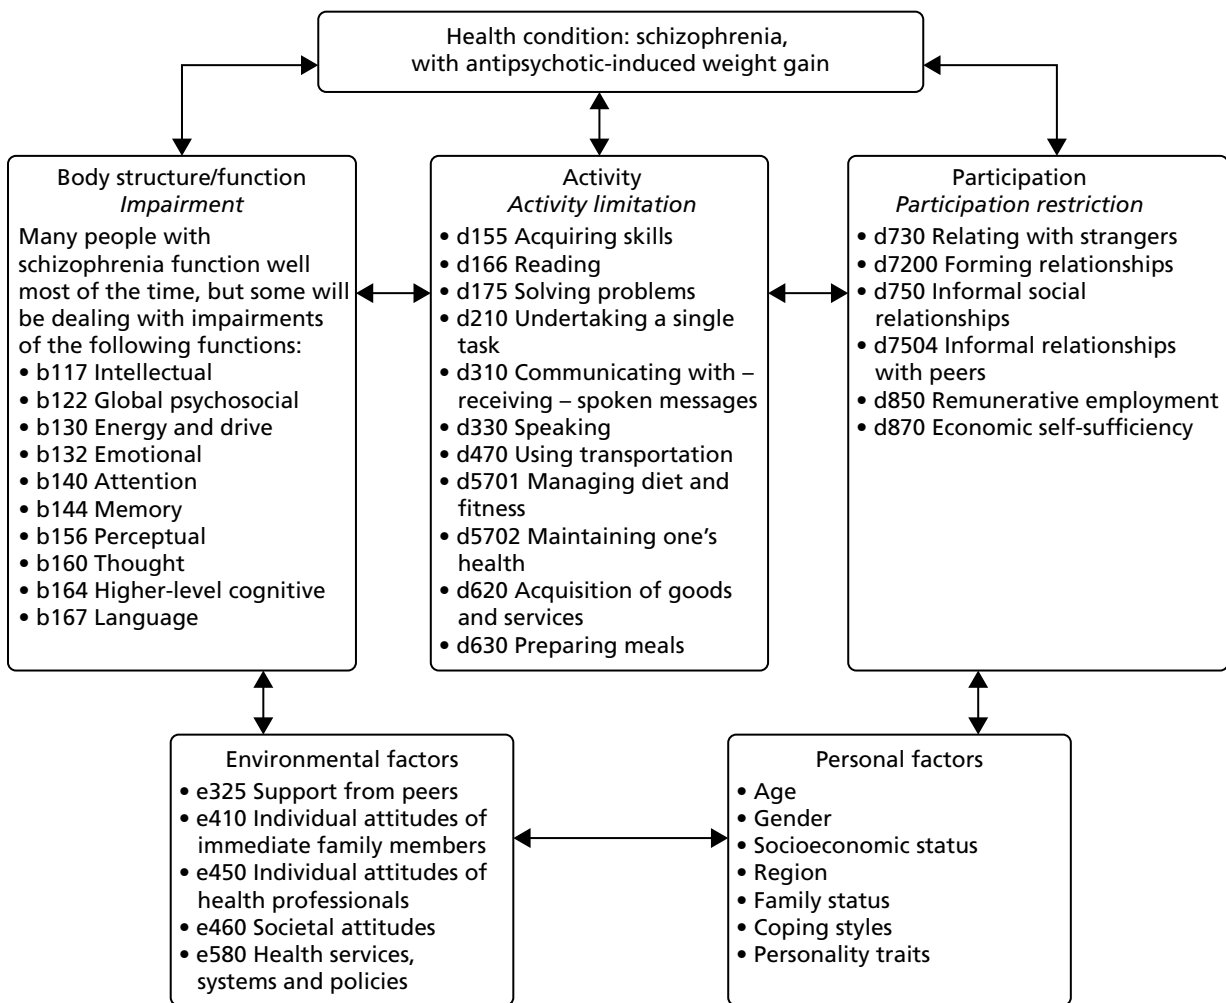 Health condition: schizophrenia,
with antipsychotic-induced weight gain
Body structure/function
Impairment
Many people with
schizophrenia function well
most of the time, but some will
be dealing with impairments
of the following functions:
• b117 Intellectual
• b122 Global psychosocial
• b130 Energy and drive
• b132 Emotional
• b140 Attention
• b144 Memory
• b156 Perceptual
• b160 Thought
• b164 Higher-level cognitive
• b167 Language
Activity
Activity limitation
• d155 Acquiring skills
• d166 Reading
• d175 Solving problems
• d210 Undertaking a single
task
• d310 Communicating with –
receiving – spoken messages
• d330 Speaking
• d470 Using transportation
• d5701 Managing diet and
fitness
• d5702 Maintaining one’s
health
• d620 Acquisition of goods
and services
• d630 Preparing meals
Participation
Participation restriction
• d730 Relating with strangers
• d7200 Forming relationships
• d750 Informal social
relationships
• d7504 Informal relationships
with peers
• d850 Remunerative employment
• d870 Economic self-sufficiency
Environmental factors
• e325 Support from peers
• e410 Individual attitudes of
immediate family members
• e450 Individual attitudes of
health professionals
• e460 Societal attitudes
• e580 Health services,
systems and policies
Personal factors
• Age
• Gender
• Socioeconomic status
• Region
• Family status
• Coping styles
• Personality traits